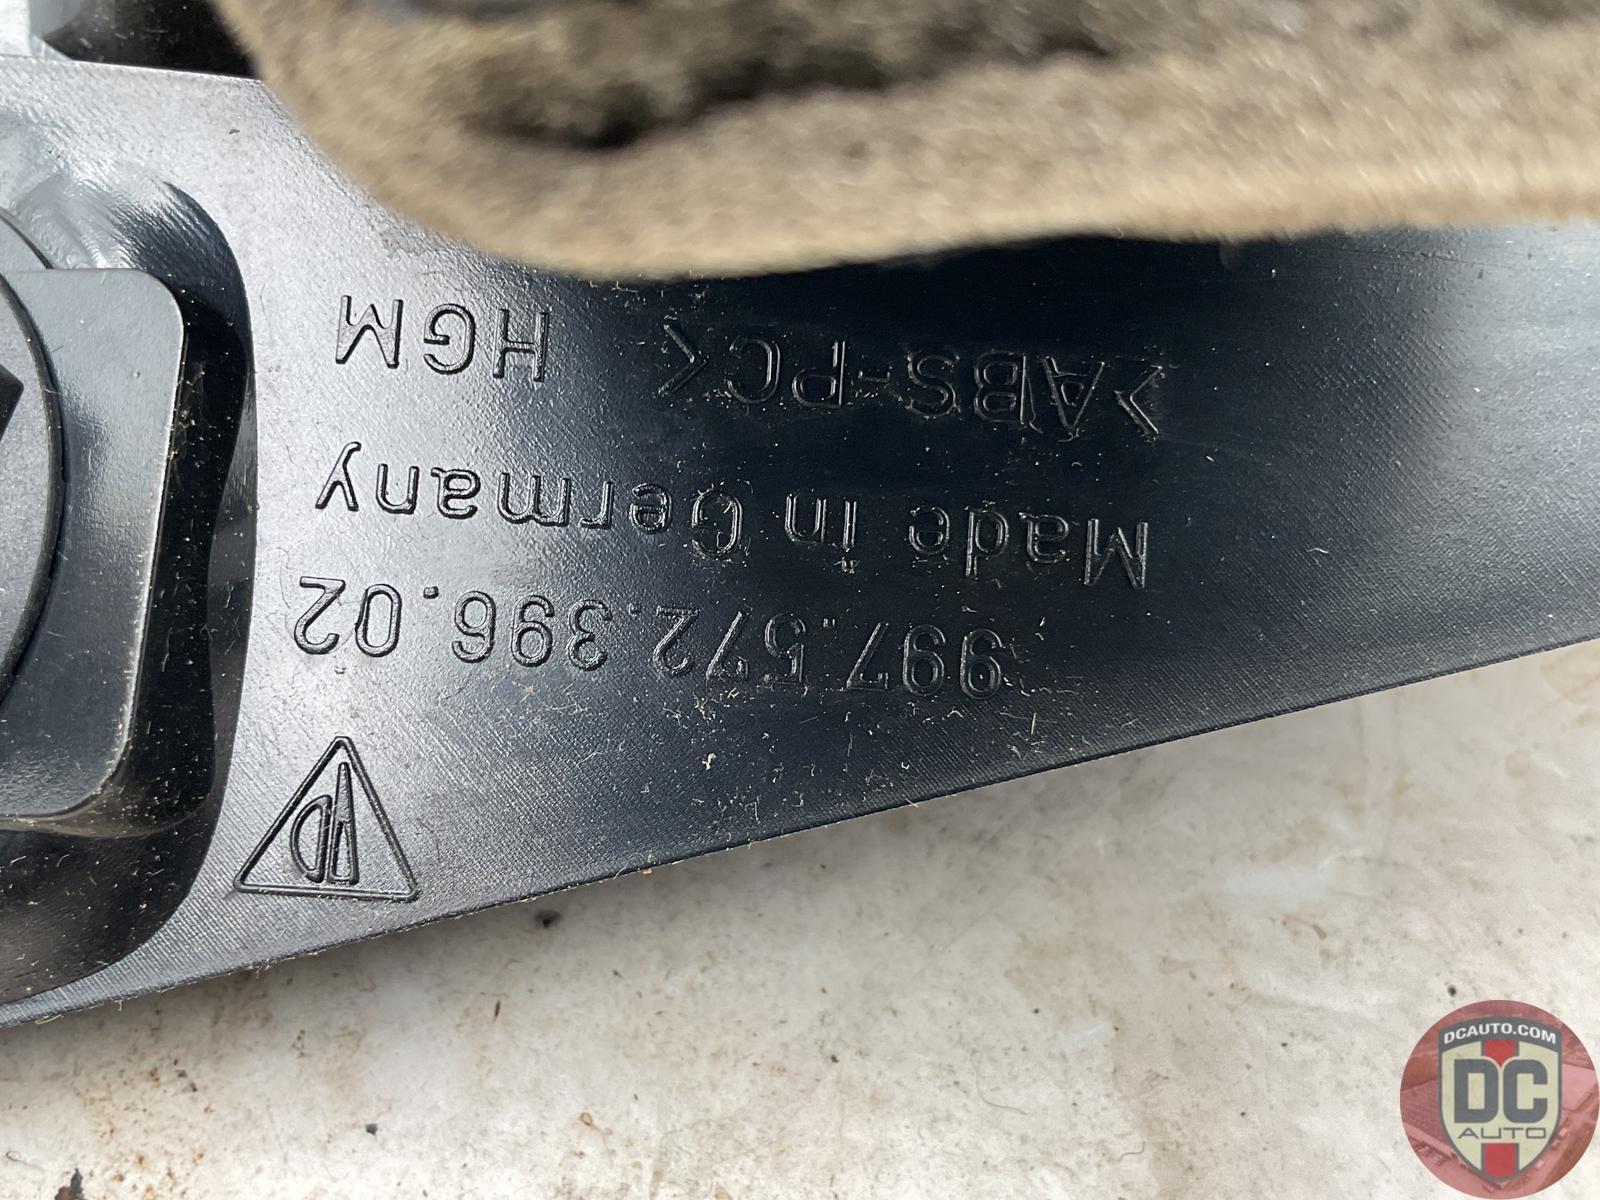 997.572.396.02
Made in Germany
>ABS-PC< HGM
DCAUTO.COM
DC
AUTO